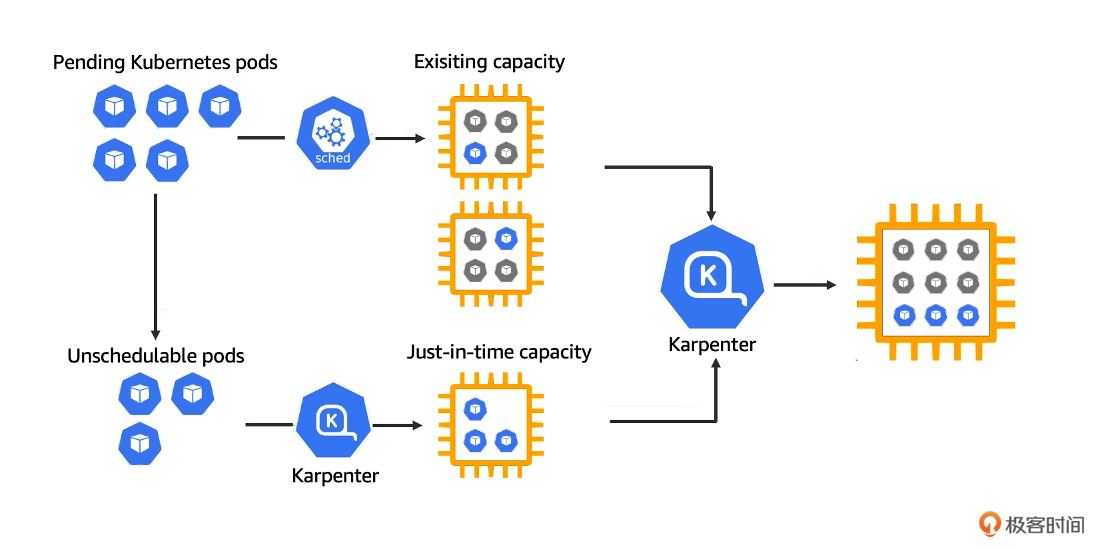 Pending Kubernetes pods
Exisiting capacity
sched
K
Karpenter
Unschedulable pods
Just-in-time capacity
K
Karpenter
极客时间